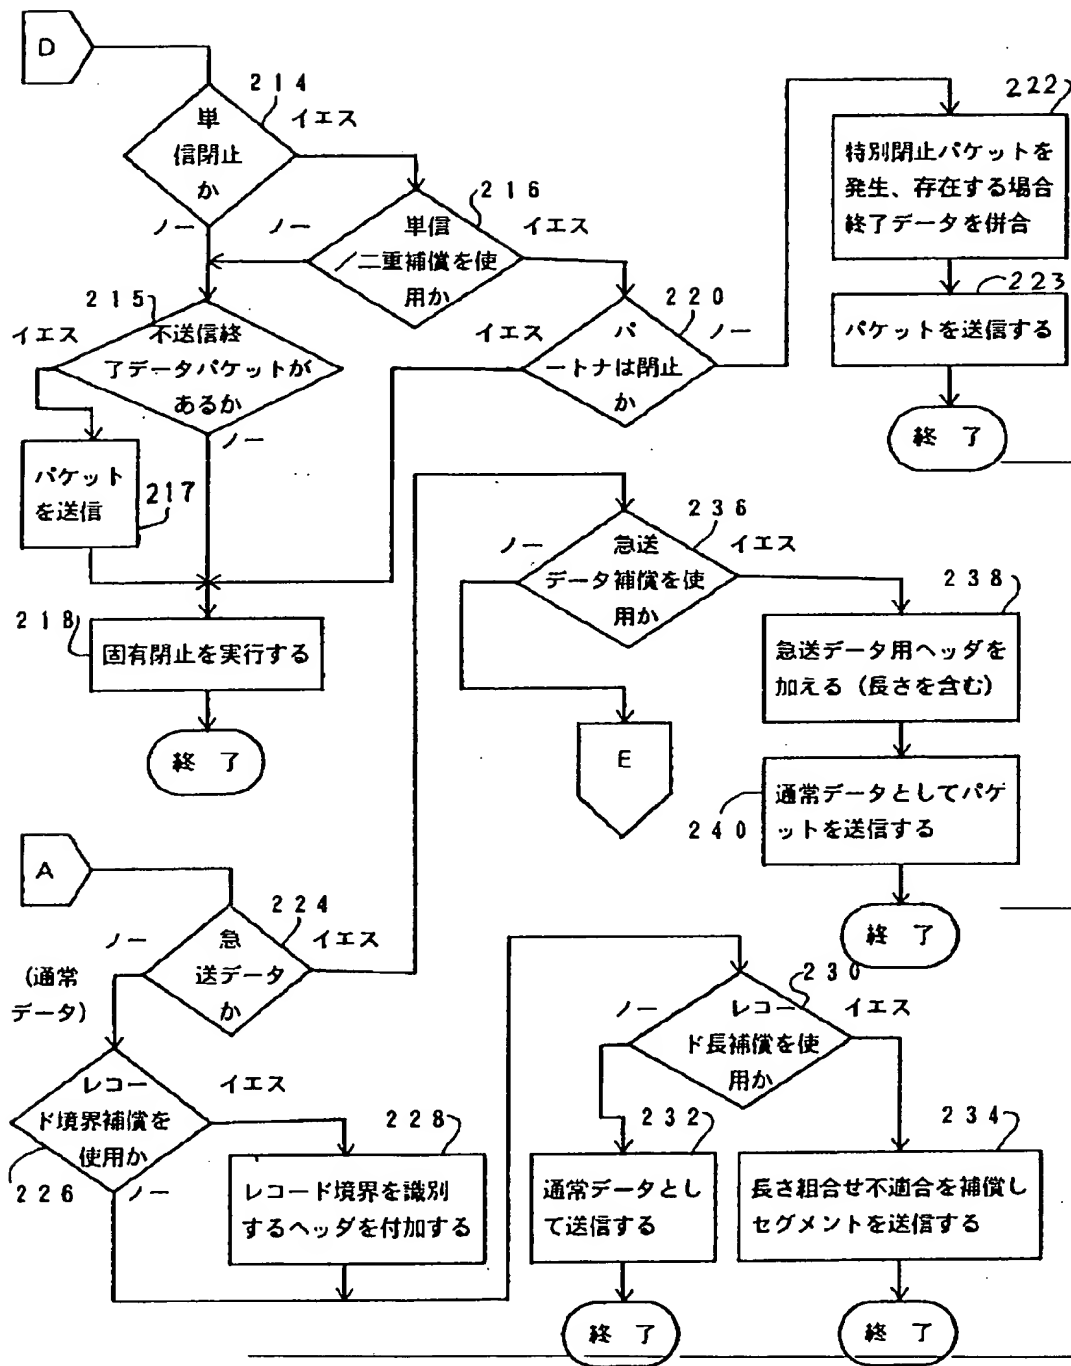 D
214
単
信閉止
か
イエス
ノー
216
単信
／二重補償を使
用か
ノー
イエス
222
特別閉止パケットを
発生、存在する場合
終了データを併合
223
パケットを送信する
終 了
215
イエス
不送信終
了データパケットが
あるか
ノー
220
イエス
パ
ートナは閉止
か
ノー
パケット
を送信
217
218
固有閉止を実行する
終 了
236
ノー
急送
データ補償を使
用か
イエス
E
238
急送データ用ヘッダを
加える（長さを含む）
240
通常データとしてパケ
ットを送信する
終 了
A
224
ノー
(通常
データ)
急
送データ
か
イエス
レコー
ド境界補償を
使用か
イエス
226
ノー
228
レコード境界を識別
するヘッダを付加する
230
ノー
レコー
ド長補償を使
用か
イエス
232
通常データとし
て送信する
終 了
234
長さ組合せ不適合を補償し
セグメントを送信する
終 了